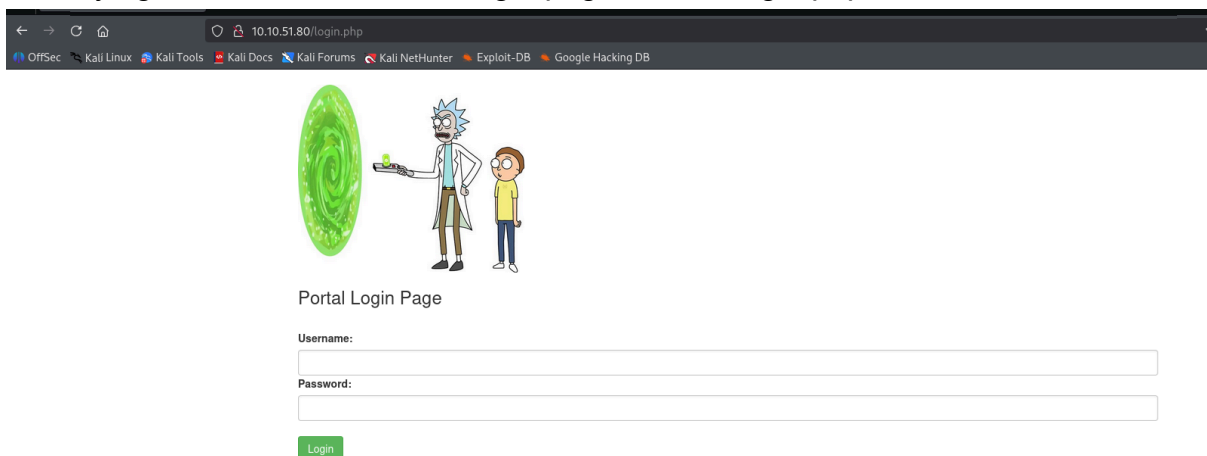 10.10.51.80/login.php
OffSec Kali Linux Kali Tools Kali Docs Kali Forums Kali NetHunter Exploit-DB Google Hacking DB
Portal Login Page
Username:
Password:
Login